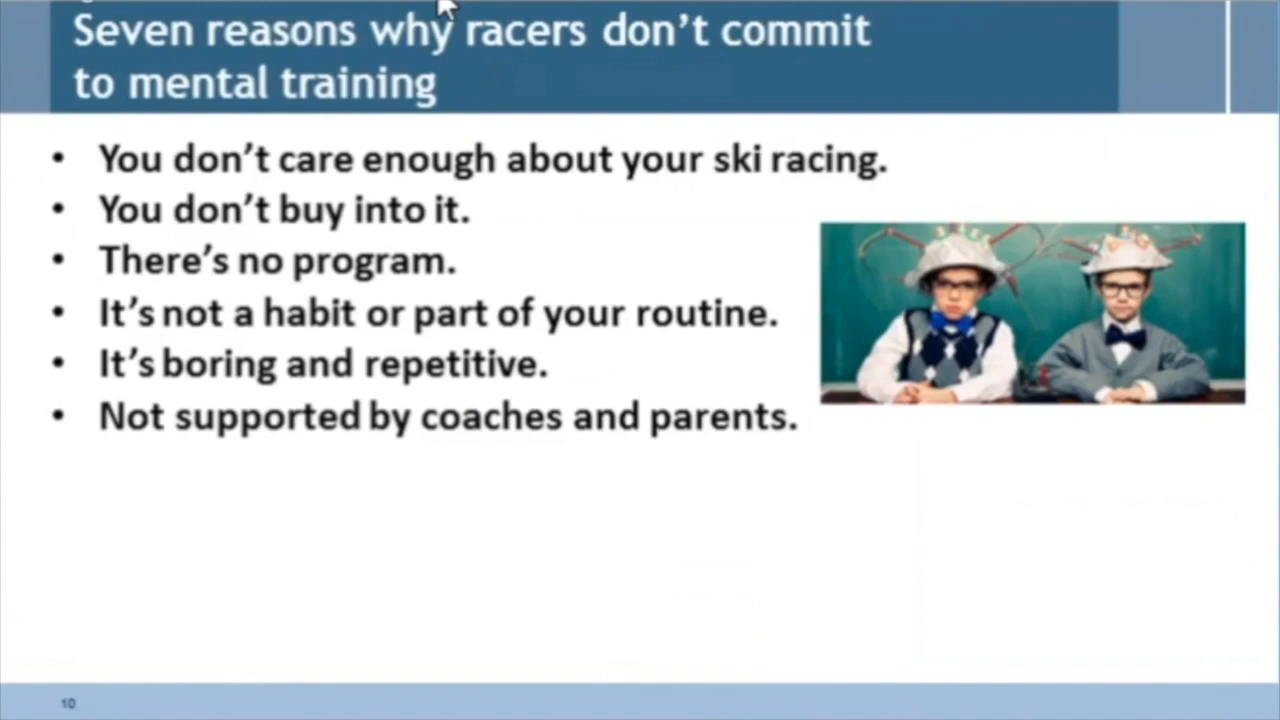 Seven reasons why racers don't commit
to mental training
• You don't care enough about your ski racing.
• You don't buy into it.
• There's no program.
• It's not a habit or part of your routine.
• It's boring and repetitive.
• Not supported by coaches and parents.
10